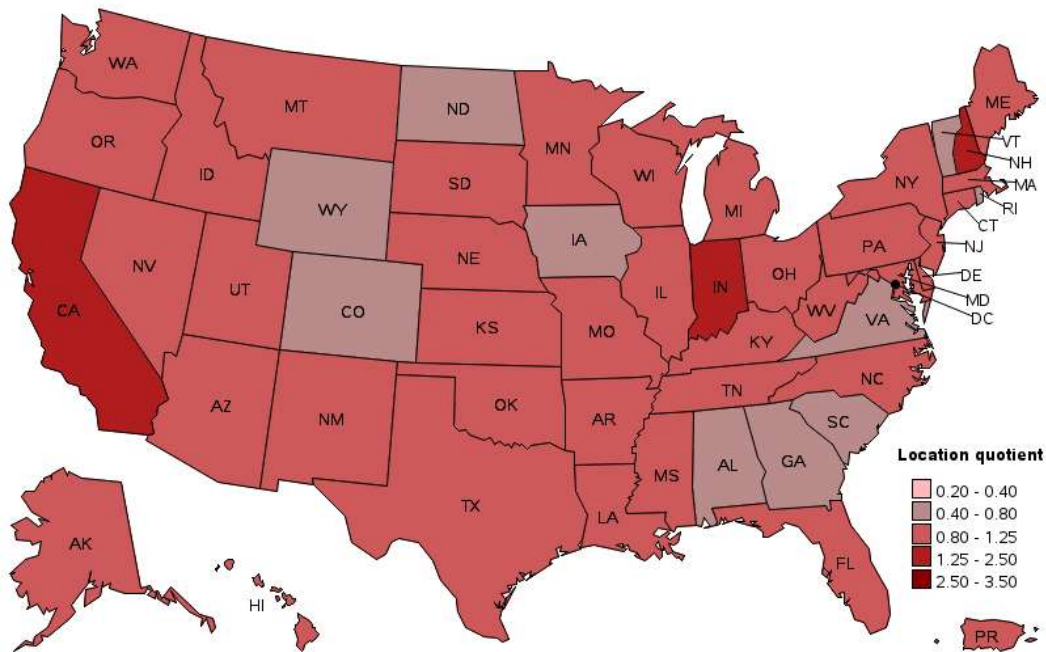 WA
MT
ND
MN
ME
VT
NH
OR
ID
SD
WI
MI
NY
MA
RI
CT
WY
IA
NE
PA
NJ
NV
UT
IL
IN
OH
DE
MD
DC
CA
CO
KS
MO
WV
VA
KY
AZ
NM
OK
AR
TN
NC
SC
MS
AL
GA
TX
LA
FL
AK
HI
PR
Location quotient
0.20 - 0.40
0.40 - 0.80
0.80 - 1.25
1.25 - 2.50
2.50 - 3.50